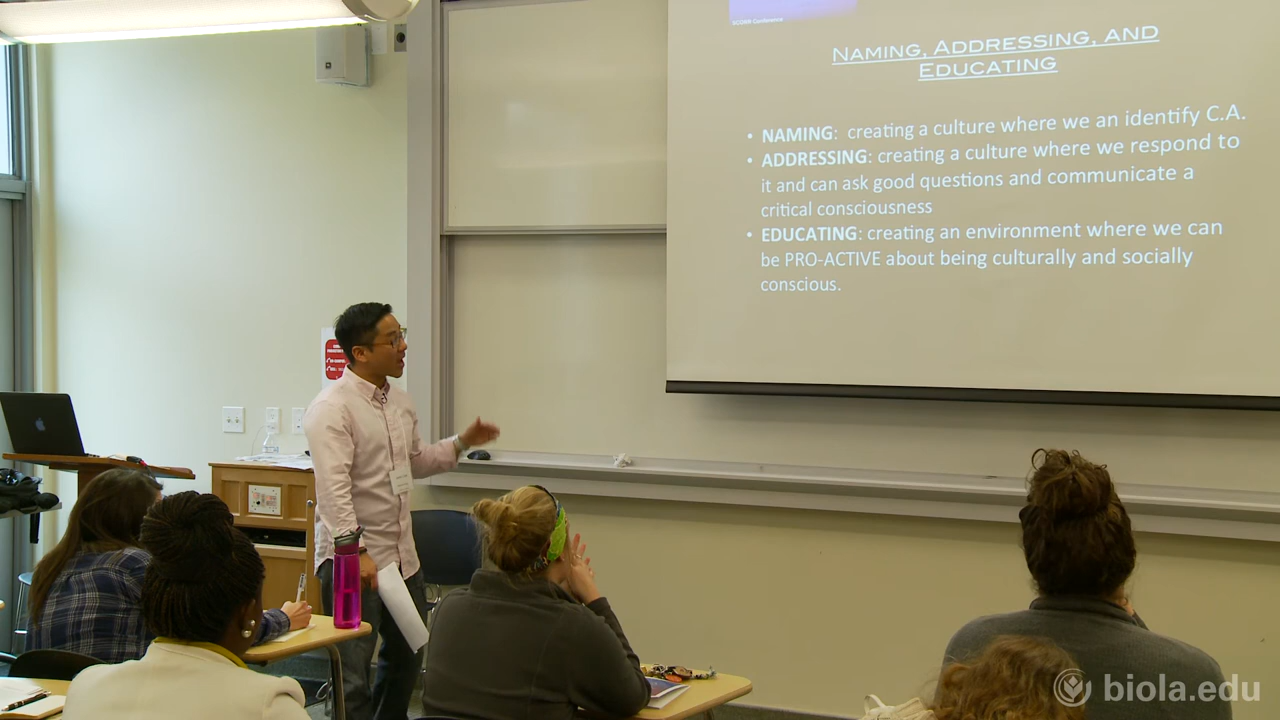 SCORR Conference
NAMING, ADDRESSING, AND
EDUCATING
• NAMING: creating a culture where we an identify C.A.
• ADDRESSING: creating a culture where we respond to
it and can ask good questions and communicate a
critical consciousness
• EDUCATING: creating an environment where we can
be PRO-ACTIVE about being culturally and socially
conscious.
biola.edu